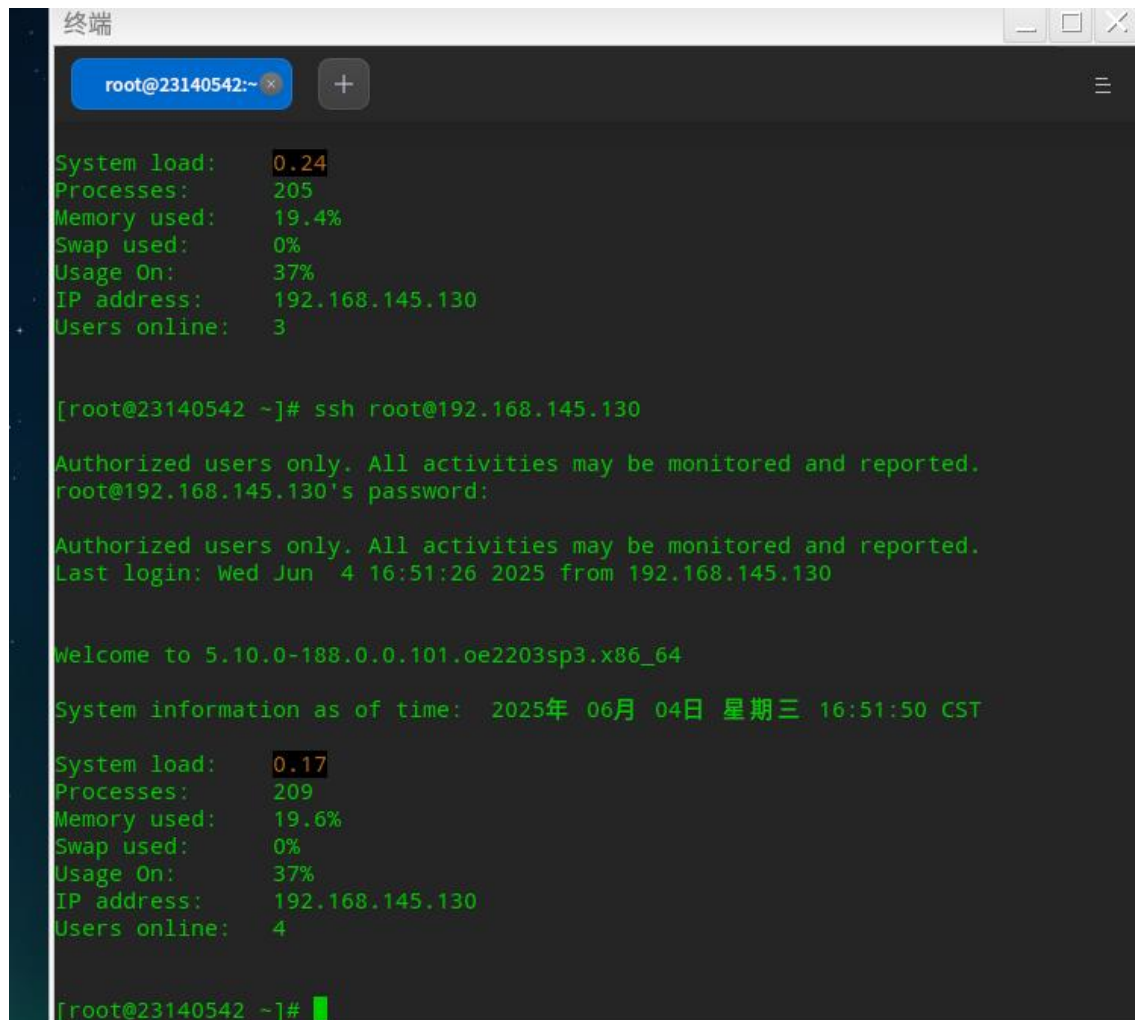 终端
root@23140542:~
System load: 0.24
Processes: 205
Memory used: 19.4%
Swap used: 0%
Usage On: 37%
IP address: 192.168.145.130
Users online: 3
[root@23140542 ~]# ssh root@192.168.145.130
Authorized users only. All activities may be monitored and reported.
root@192.168.145.130's password:
Authorized users only. All activities may be monitored and reported.
Last login: Wed Jun  4 16:51:26 2025 from 192.168.145.130
Welcome to 5.10.0-188.0.0.101.oe2203sp3.x86_64
System information as of time:  2025年 06月 04日 星期三 16:51:50 CST
System load: 0.17
Processes: 209
Memory used: 19.6%
Swap used: 0%
Usage On: 37%
IP address: 192.168.145.130
Users online: 4
[root@23140542 ~]#